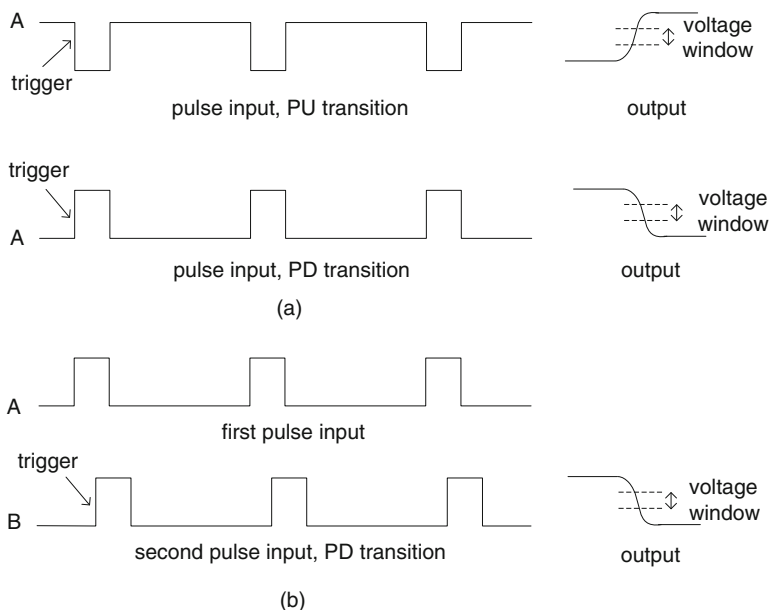 A
trigger
pulse input, PU transition
voltage
window
output
trigger
A
pulse input, PD transition
voltage
window
output
(a)
A
first pulse input
trigger
B
second pulse input, PD transition
voltage
window
output
(b)